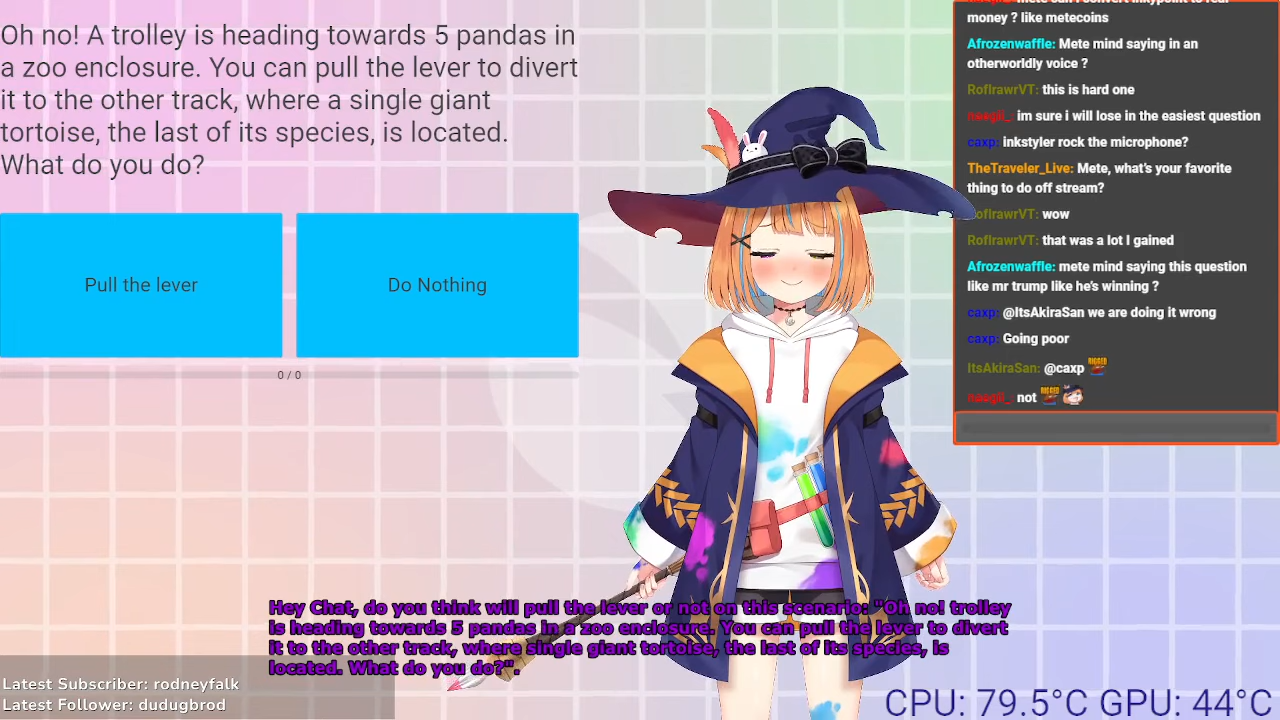 Oh no! A trolley is heading towards 5 pandas in
a zoo enclosure. You can pull the lever to divert
it to the other track, where a single giant
tortoise, the last of its species, is located.
What do you do?
Pull the lever
Do Nothing
0 / 0
money ? like metecoins
Afrozenwaffle: Mete mind saying in an
otherworldly voice ?
RoflrawrVT: this is hard one
im sure i will lose in the easiest question
caxp: inkstyler rock the microphone?
TheTraveler_Live: Mete, what's your favorite
thing to do off stream?
RoflrawrVT: wow
RoflrawrVT: that was a lot I gained
Afrozenwaffle: mete mind saying this question
like mr trump like he's winning ?
caxp: @ItsAkiraSan we are doing it wrong
caxp: Going poor
ItsAkiraSan: @caxp RIGGED
not RIGGED
Hey Chat, do you think will pull the lever or not on this scenario: "Oh no! trolley
is heading towards 5 pandas in a zoo enclosure. You can pull the lever to divert
it to the other track, where single giant tortoise, the last of its species, is
located. What do you do?".
Latest Subscriber: rodneyfalk
Latest Follower: dudugbrod
CPU: 79.5°C GPU: 44°C